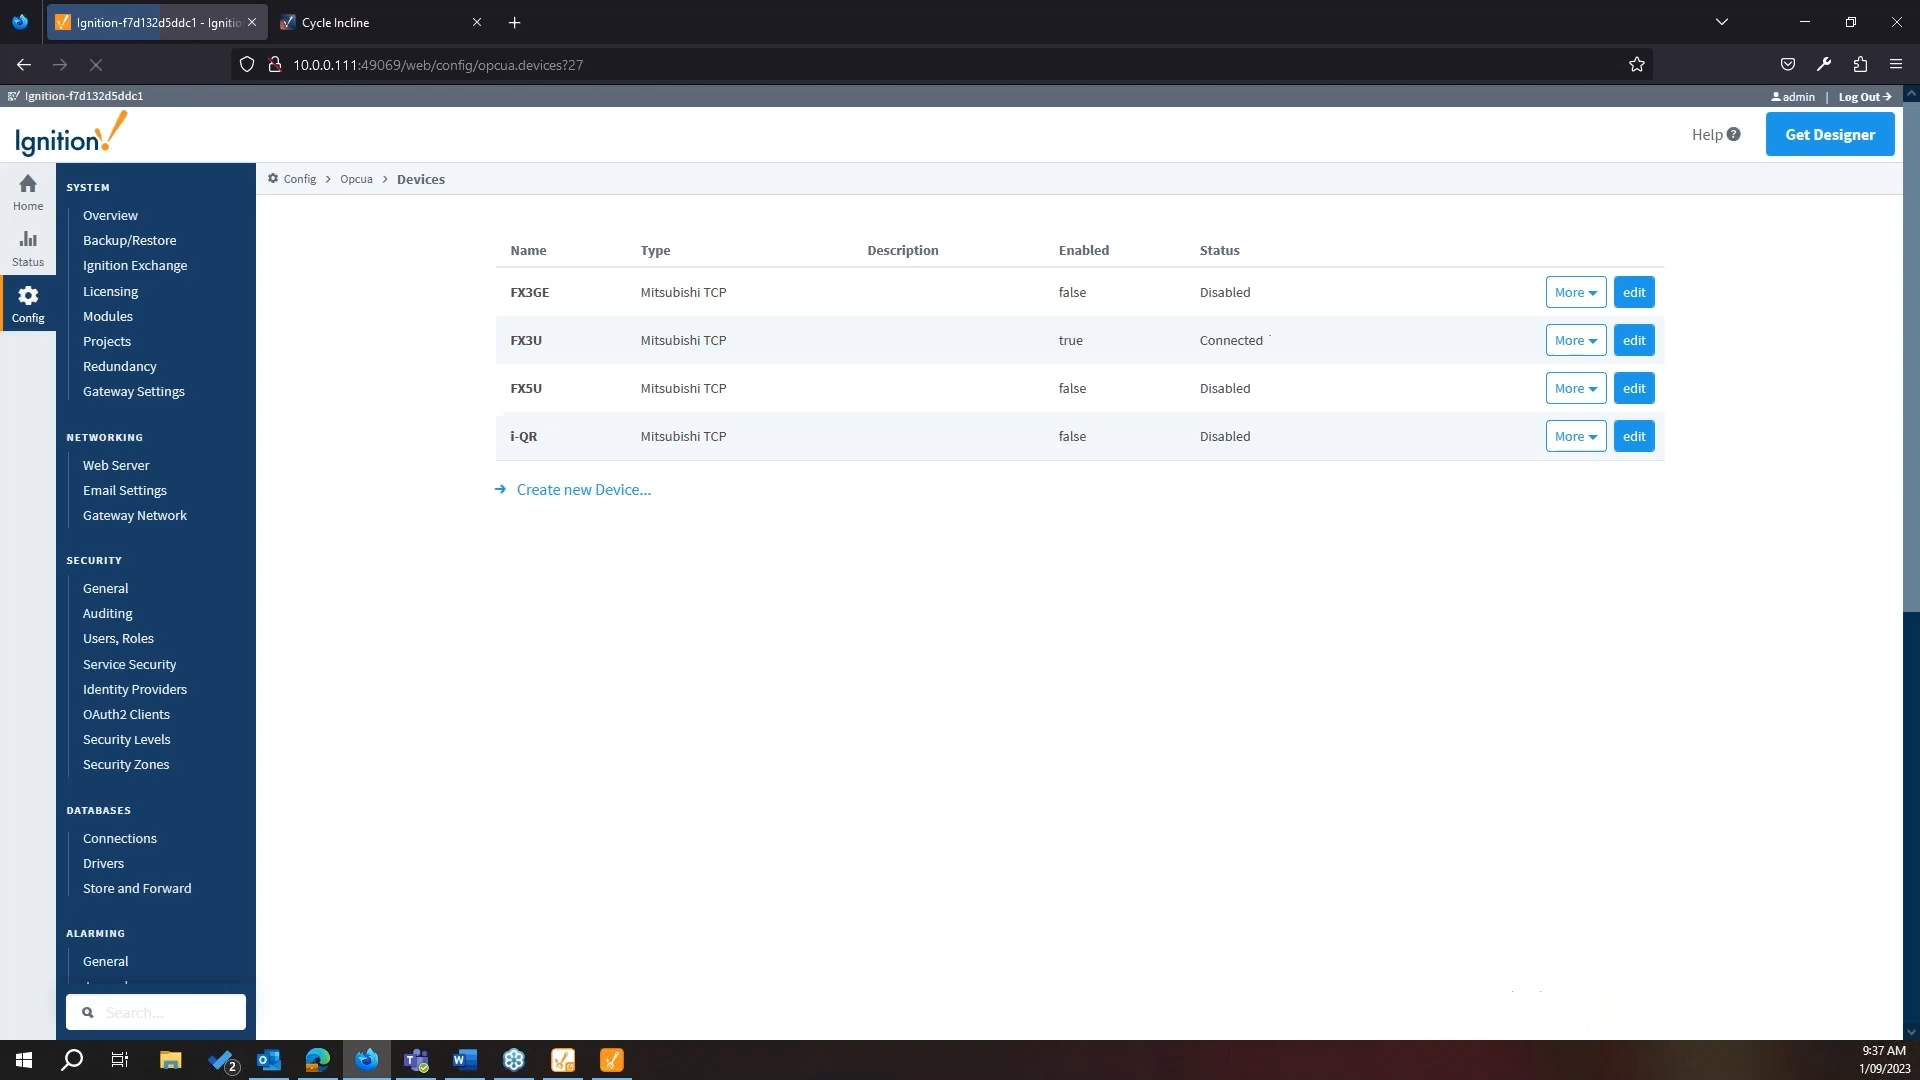 Ignition-f7d132d5ddc1 - Ignitio
Cycle Incline
10.0.0.111:49069/web/config/opcua.devices?27
Ignition-f7d132d5ddc1
admin | Log Out
Ignition!
Help ?
Get Designer
Home
Status
Config
SYSTEM
Overview
Backup/Restore
Ignition Exchange
Licensing
Modules
Projects
Redundancy
Gateway Settings
NETWORKING
Web Server
Email Settings
Gateway Network
SECURITY
General
Auditing
Users, Roles
Service Security
Identity Providers
OAuth2 Clients
Security Levels
Security Zones
DATABASES
Connections
Drivers
Store and Forward
ALARMING
General
Search...
Config > Opcua > Devices
Name Type Description Enabled Status
FX3GE Mitsubishi TCP false Disabled More edit
FX3U Mitsubishi TCP true Connected More edit
FX5U Mitsubishi TCP false Disabled More edit
i-QR Mitsubishi TCP false Disabled More edit
Create new Device...
2
9:37 AM
1/09/2023